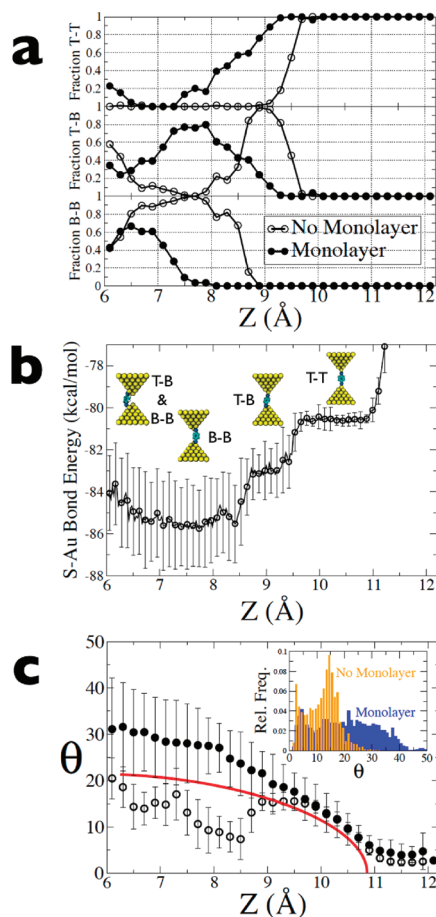 a
Fraction T-T
1
0.8
0.6
0.4
0.2
Fraction T-B
1
0.8
0.6
0.4
0.2
Fraction B-B
1
0.8
0.6
0.4
0.2
0
No Monolayer
Monolayer
6 7 8 9 10 11 12
Z (Å)
b
S-Au Bond Energy (kcal/mol)
-78
-80
-82
-84
-86
-88
T-B
&
B-B
B-B
T-B
T-T
6 7 8 9 10 11 12
Z (Å)
c
θ
50
40
30
20
10
0
Rel. Freq.
0.1
0.08
0.06
0.04
0.02
0
No Monolayer
Monolayer
0 10 20 30 40 50
θ
6 7 8 9 10 11 12
Z (Å)